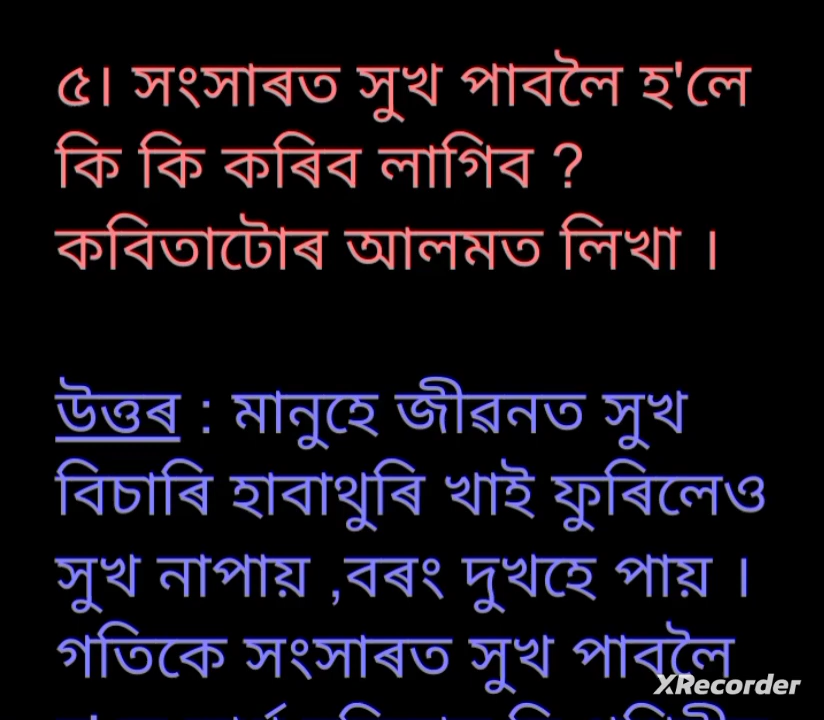 ৫। সংসাৰত সুখ পাবলৈ হ'লে
কি কি কৰিব লাগিব ?
কবিতাটোৰ আলমত লিখা ।
উত্তৰ : মানুহে জীৱনত সুখ
বিচাৰি হাবাথুৰি খাই ফুৰিলেও
সুখ নাপায় ,বৰং দুখহে পায় ।
গতিকে সংসাৰত সুখ পাবলৈ
XRecorder